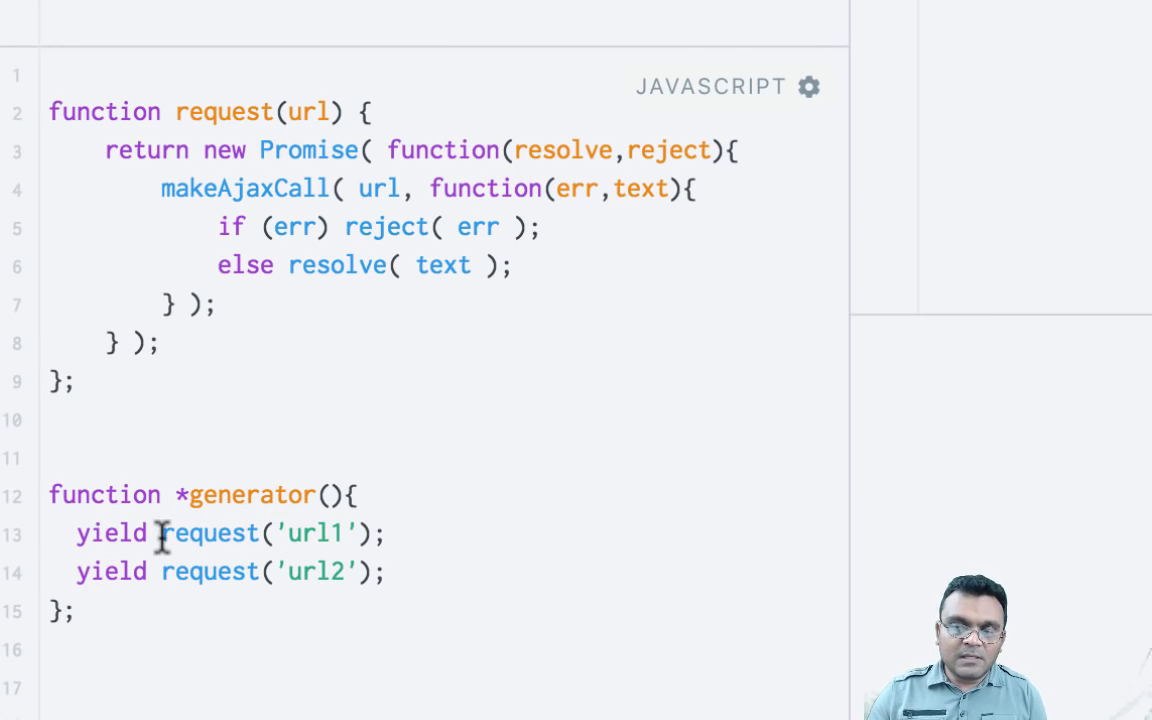 JAVASCRIPT
1
2 function request(url) {
3 return new Promise( function(resolve,reject){
4 makeAjaxCall( url, function(err,text){
5 if (err) reject( err );
6 else resolve( text );
7 } );
8 } );
9 };
10
11
12 function *generator(){
13 yield request('url1');
14 yield request('url2');
15 };
16
17